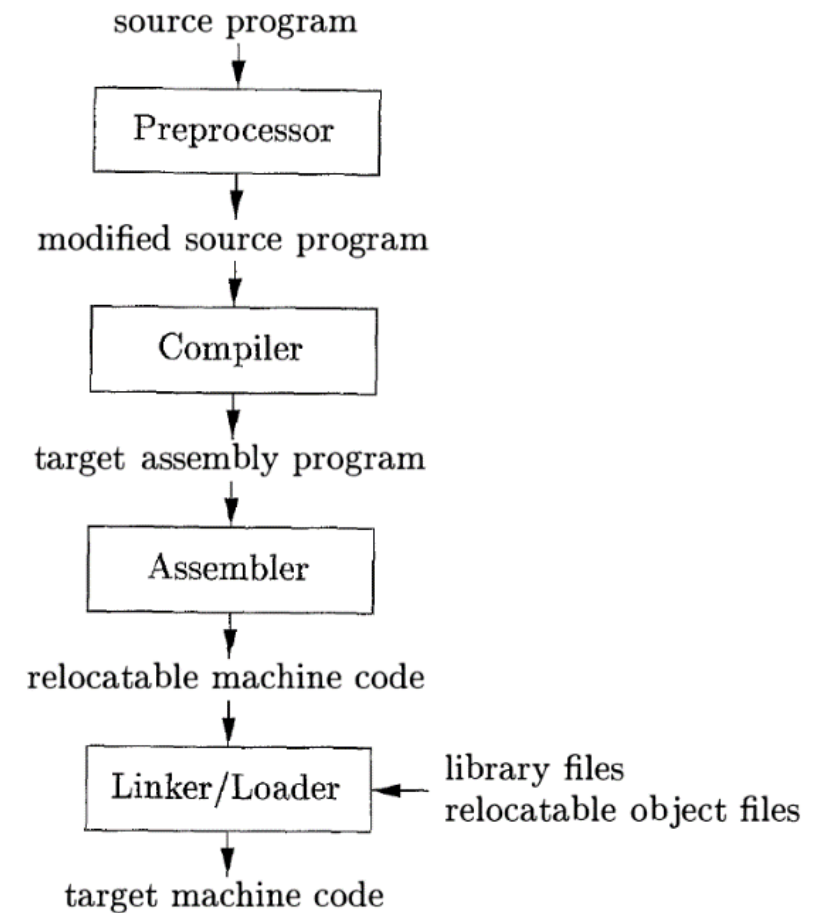 source program
Preprocessor
modified source program
Compiler
target assembly program
Assembler
relocatable machine code
Linker/Loader
library files
relocatable object files
target machine code